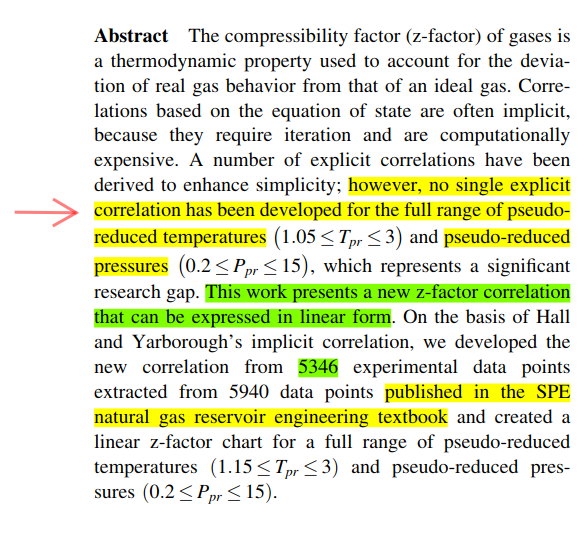 Abstract The compressibility factor (z-factor) of gases is
a thermodynamic property used to account for the devia-
tion of real gas behavior from that of an ideal gas. Corre-
lations based on the equation of state are often implicit,
because they require iteration and are computationally
expensive. A number of explicit correlations have been
derived to enhance simplicity; however, no single explicit
correlation has been developed for the full range of pseudo-
reduced temperatures (1.05 ≤ Tpr ≤ 3) and pseudo-reduced
pressures (0.2 ≤ Ppr ≤ 15), which represents a significant
research gap. This work presents a new z-factor correlation
that can be expressed in linear form. On the basis of Hall
and Yarborough’s implicit correlation, we developed the
new correlation from 5346 experimental data points
extracted from 5940 data points published in the SPE
natural gas reservoir engineering textbook and created a
linear z-factor chart for a full range of pseudo-reduced
temperatures (1.15 ≤ Tpr ≤ 3) and pseudo-reduced pres-
sures (0.2 ≤ Ppr ≤ 15).